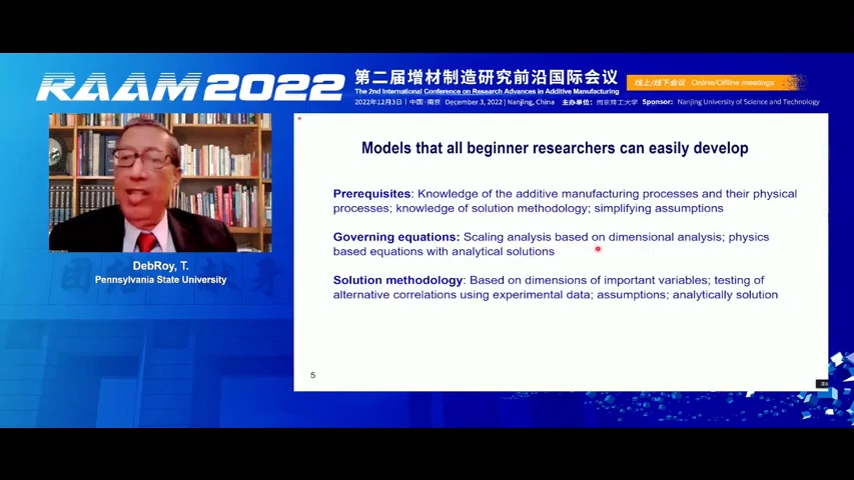 RAAM 2022
第二届增材制造研究前沿国际会议
The 2nd International Conference on Research Advances in Additive Manufacturing
2022年12月3日 | 中国·南京 December 3, 2022 | Nanjing, China 主办单位: 南京理工大学 Sponsor: Nanjing University of Science and Technology
线上/线下会议 Online/Offline meetings
DebRoy, T.
Pennsylvania State University
Models that all beginner researchers can easily develop
Prerequisites: Knowledge of the additive manufacturing processes and their physical
processes; knowledge of solution methodology; simplifying assumptions
Governing equations: Scaling analysis based on dimensional analysis; physics
based equations with analytical solutions
Solution methodology: Based on dimensions of important variables; testing of
alternative correlations using experimental data; assumptions; analytically solution
5